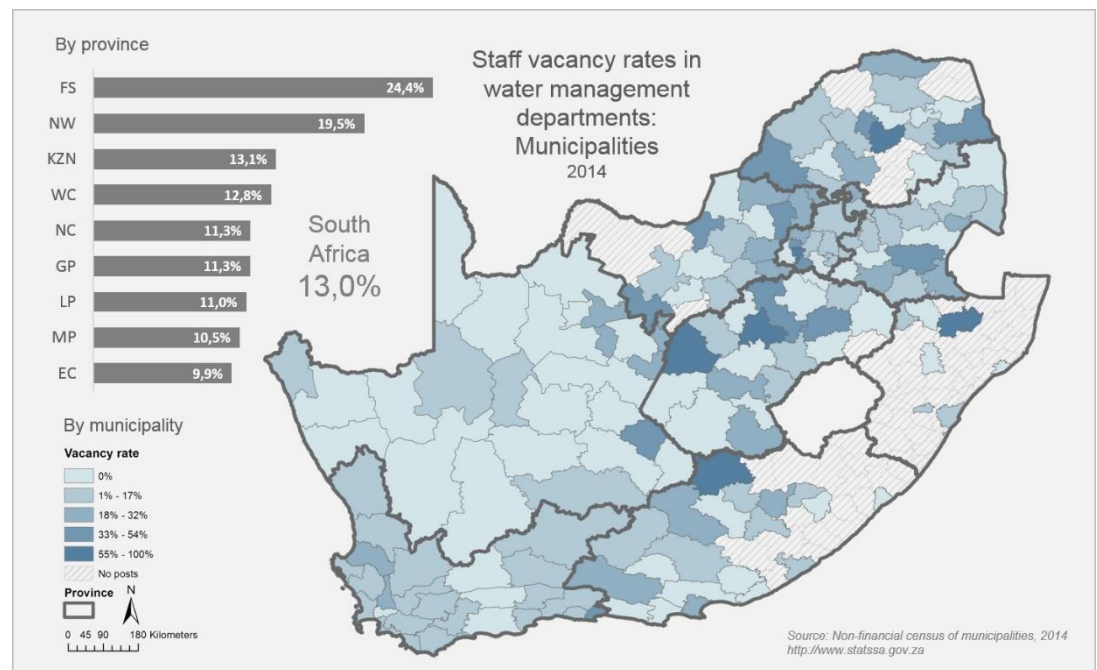 By province
FS 24,4%
NW 19,5%
KZN 13,1%
WC 12,8%
NC 11,3%
GP 11,3%
LP 11,0%
MP 10,5%
EC 9,9%
Staff vacancy rates in
water management
departments:
Municipalities
2014
South
Africa
13,0%
By municipality
Vacancy rate
0%
1% - 17%
18% - 32%
33% - 54%
55% - 100%
No posts
Province
N
0 45 90 180 Kilometers
Source: Non-financial census of municipalities, 2014
http://www.statssa.gov.za